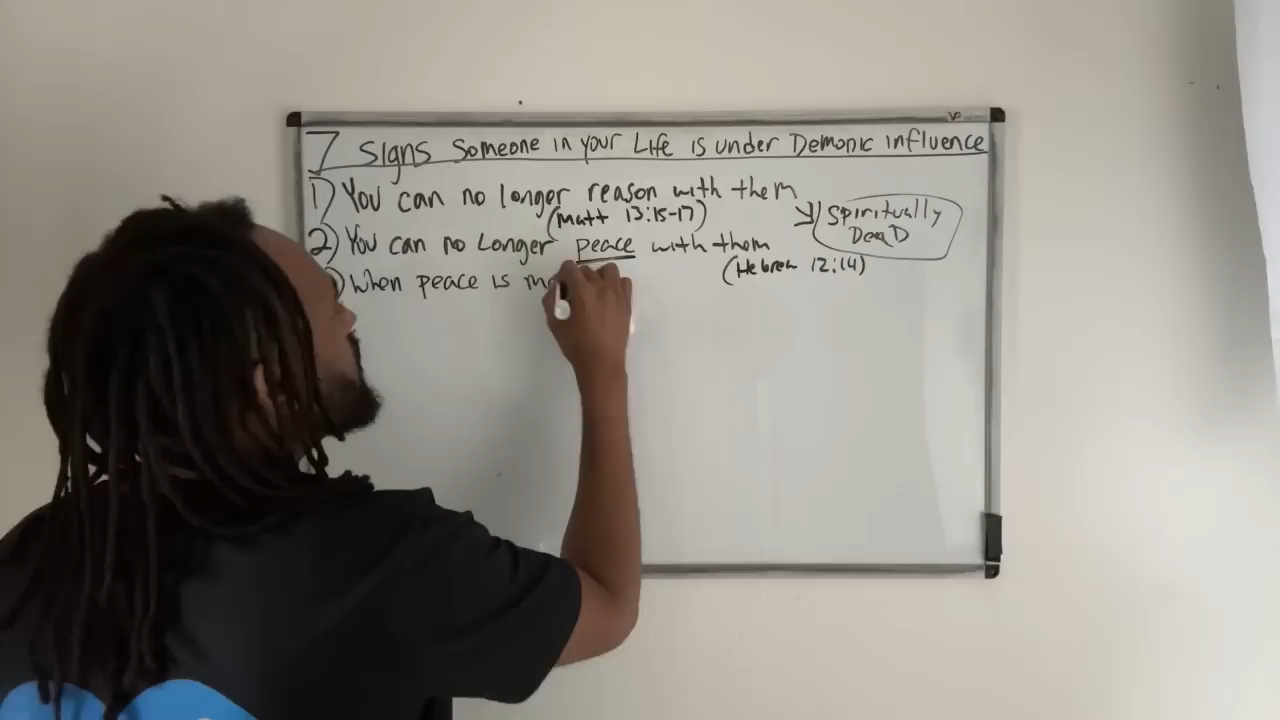 7 Signs Someone in your Life is under Demonic influence
1) You can no longer reason with them
(Matt 13:15-17)
Spiritually
DeaD
2) You can no Longer peace with them
(Hebrew 12:14)
) When peace is m